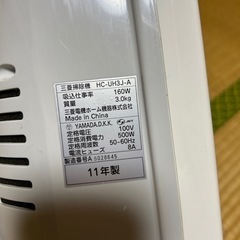 三菱掃除機 HC-UH3J-A
吸込仕事率 160W
質量 3.0kg
三菱電機ホーム機器株式会社
Made in China
YAMADA.D.K.K.
定格電圧 100V
定格消費電力 500W
定格周波数 50-60Hz
電流ヒューズ 8A
製造番号A 0028645
11年製